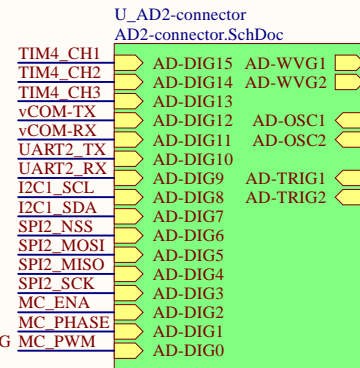 U_AD2-connector
AD2-connector.SchDoc
TIM4_CH1 AD-DIG15 AD-WVG1
TIM4_CH2 AD-DIG14 AD-WVG2
TIM4_CH3 AD-DIG13
vCOM-TX AD-DIG12 AD-OSC1
vCOM-RX AD-DIG11 AD-OSC2
UART2_TX AD-DIG10
UART2_RX AD-DIG9 AD-TRIG1
I2C1_SCL AD-DIG8 AD-TRIG2
I2C1_SDA AD-DIG7
SPI2_NSS AD-DIG6
SPI2_MOSI AD-DIG5
SPI2_MISO AD-DIG4
SPI2_SCK AD-DIG3
MC_ENA AD-DIG2
MC_PHASE AD-DIG1
G MC_PWM AD-DIG0